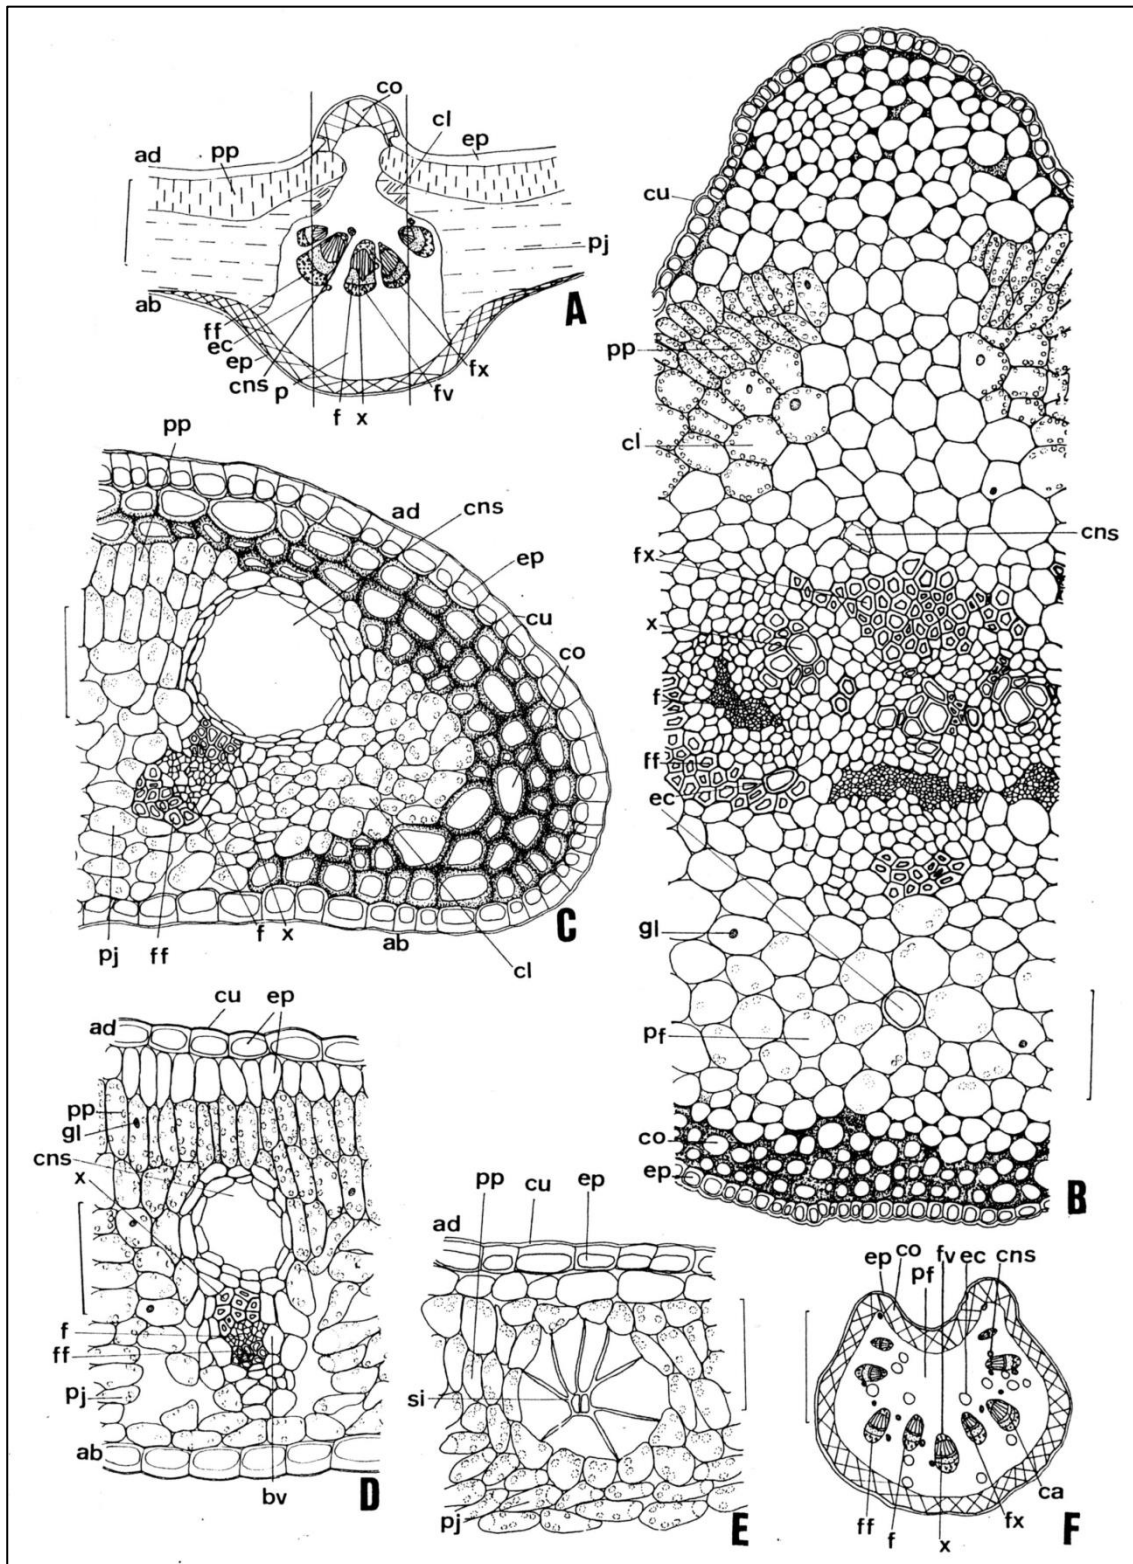 co
cl
ad
pp
ep
pj
ab
A
ff
ec
ep
cns
p
f
x
fv
fx
cu
pp
cl
cns
fx
x
f
ff
ec
gl
pf
co
ep
B
pp
ad
cns
ep
cu
co
C
pj
ff
f
x
ab
cl
cu
ep
ad
pp
gl
cns
x
f
ff
pj
ab
bv
D
pp
cu
ep
ad
si
pj
E
ep
co
fv
ec
cns
pf
ca
ff
f
x
fx
F